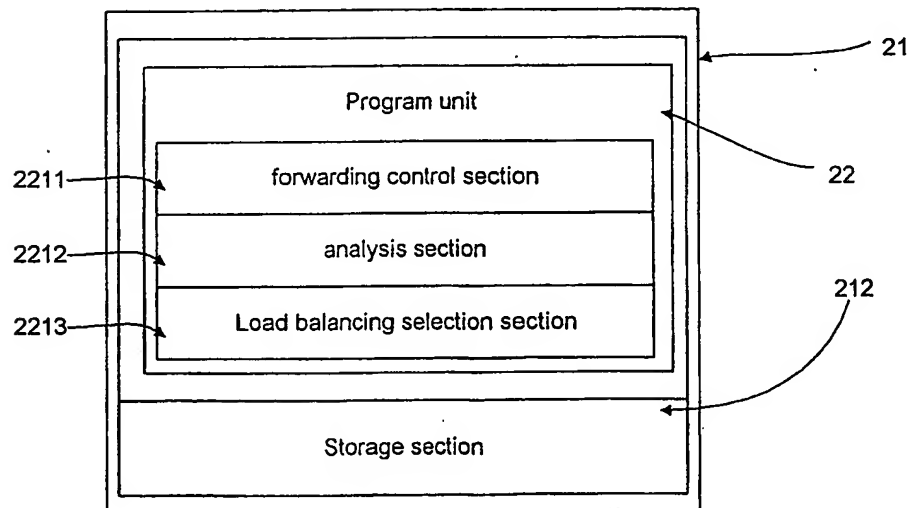 21
Program unit
22
2211
forwarding control section
2212
analysis section
212
2213
Load balancing selection section
Storage section